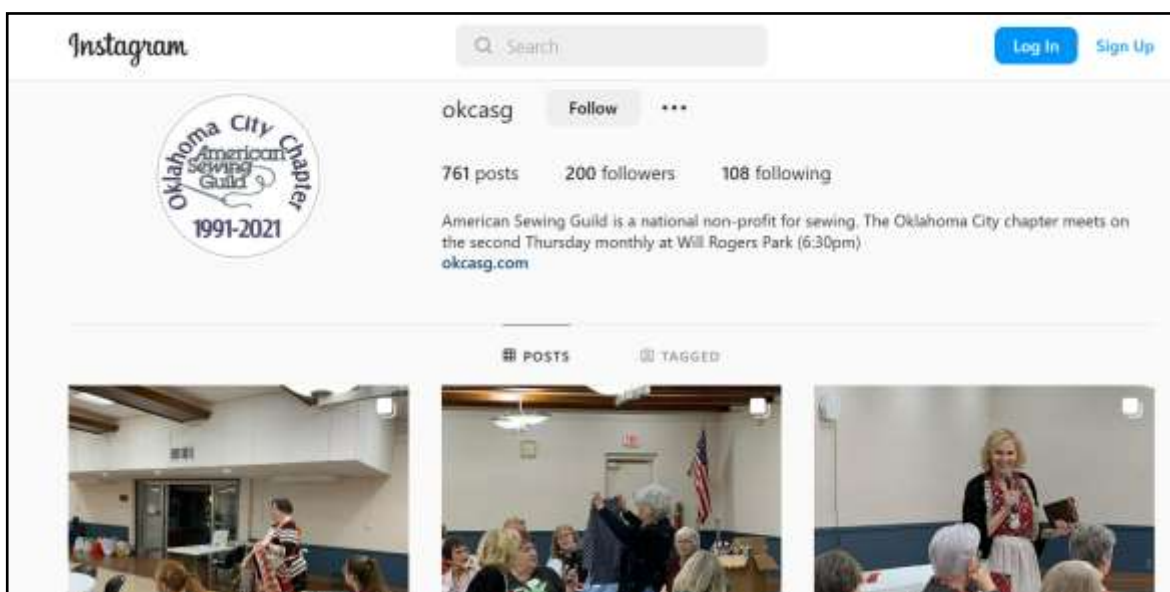 Instagram
Search
Log In
Sign Up
Oklahoma City Chapter
American
Sewing
Guild
1991-2021
okcasg
Follow
761 posts
200 followers
108 following
American Sewing Guild is a national non-profit for sewing. The Oklahoma City chapter meets on
the second Thursday monthly at Will Rogers Park (6:30pm)
okcasg.com
POSTS
TAGGED